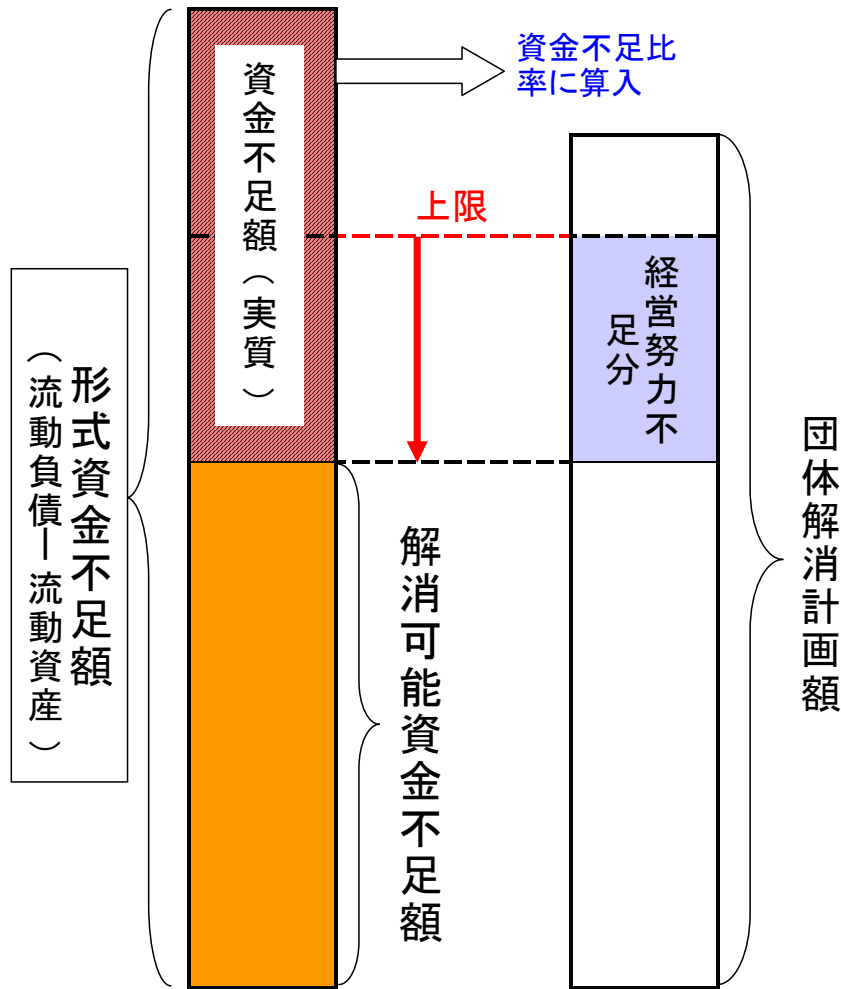 資金不足比
率に算入
資金不足額（実質）
上限
経営努力不
足分
形式資金不足額
（流動負債ー流動資産）
解消可能資金不足額
団体解消計画額